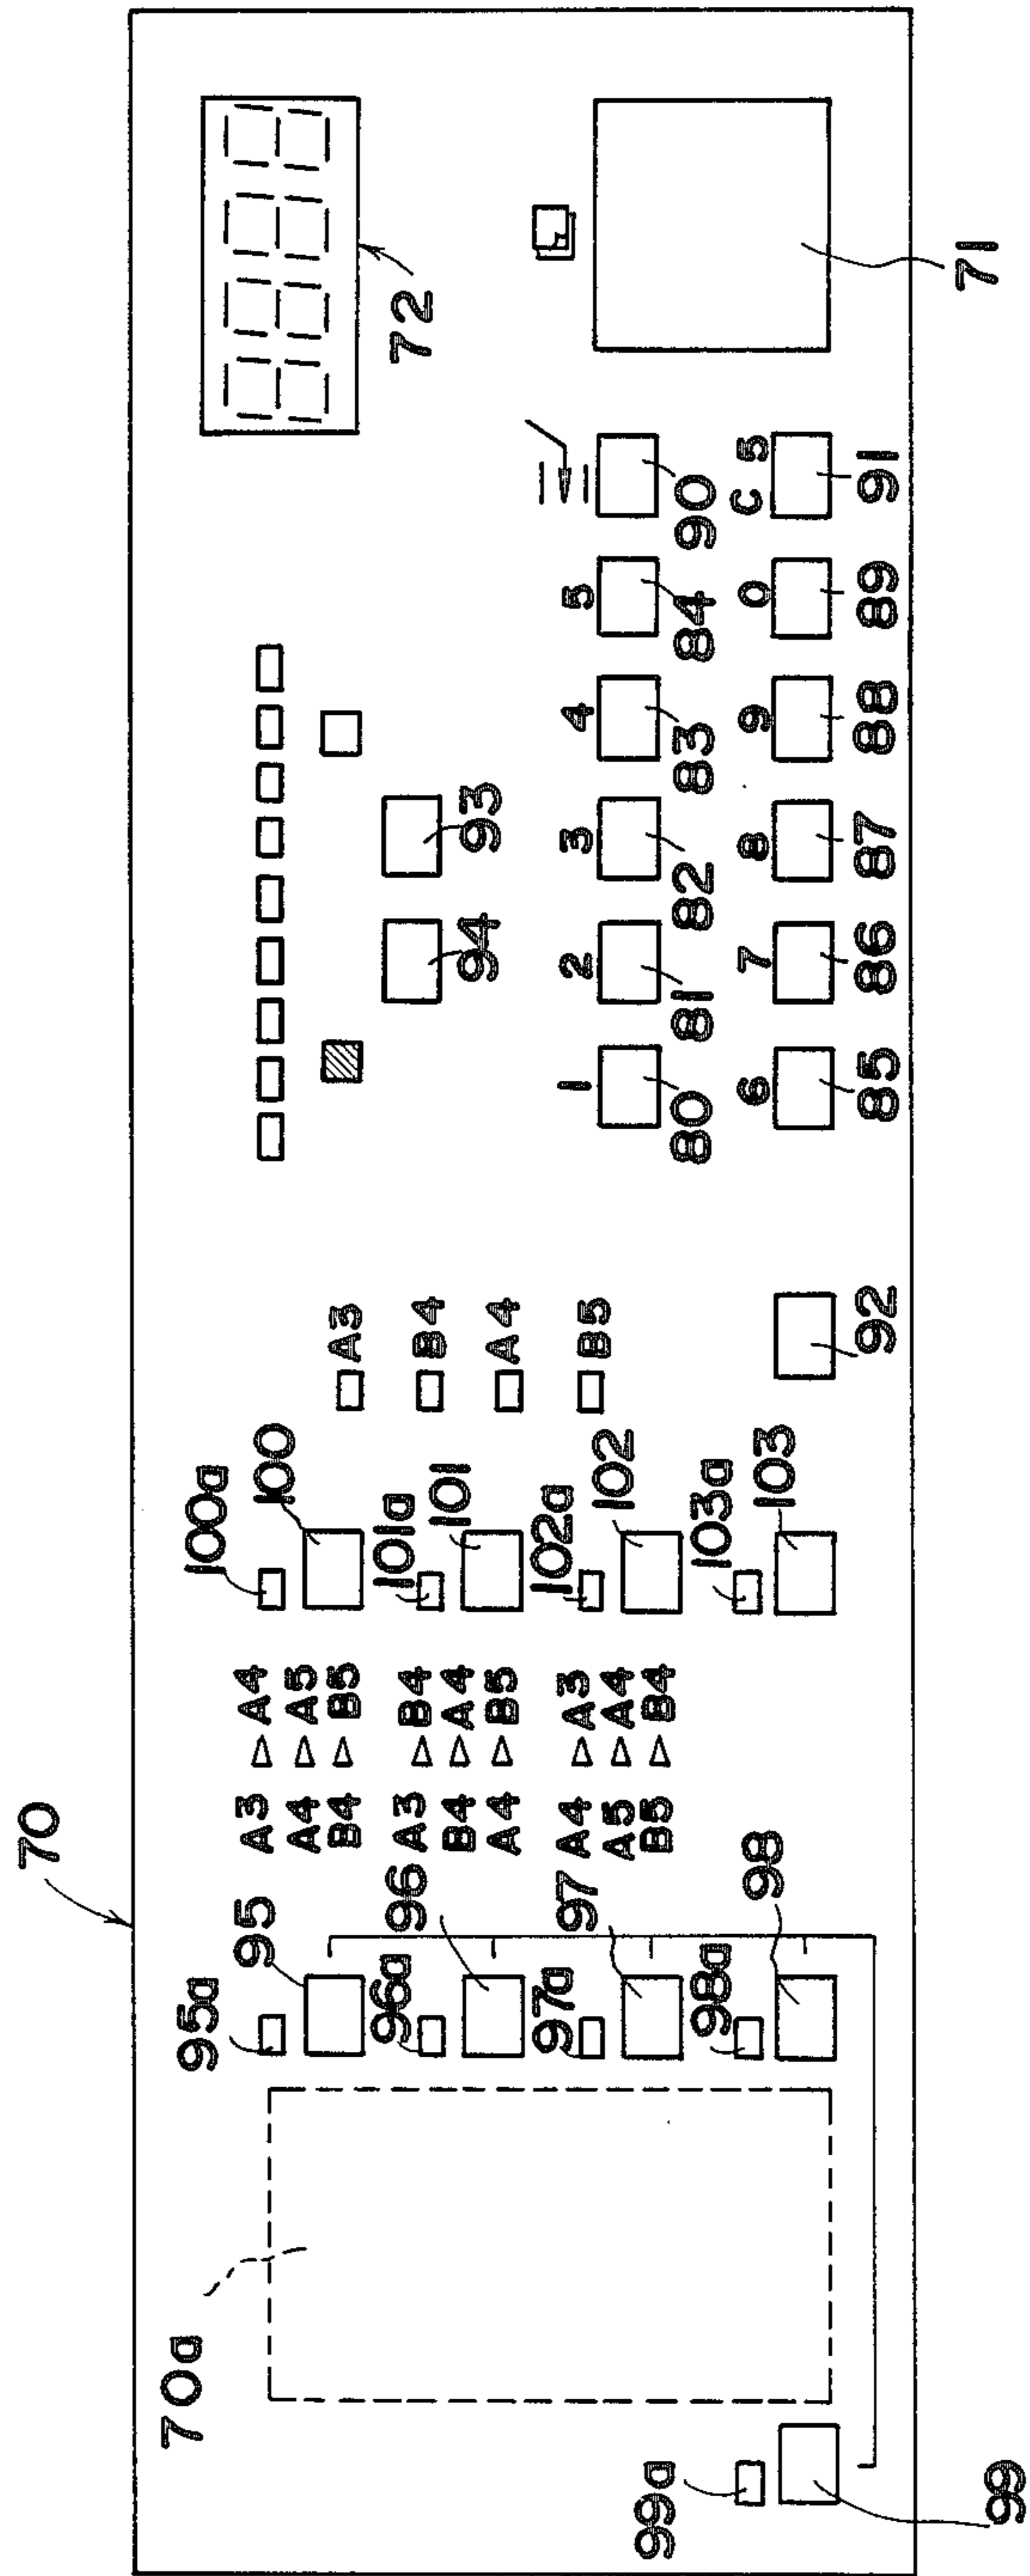 70
70a
99a
99
95a
95
96a
96
97a
97
98a
98
A3 ▷ A4
A4 ▷ A5
B4 ▷ B5
A3 ▷ B4
B4 ▷ A4
A4 ▷ B5
A4 ▷ A3
A5 ▷ A4
B5 ▷ B4
100a
100
101a
101
102a
102
103a
103
A3
B4
A4
B5
92
94
93
72
1 2 3 4 5
80 81 82 83 84 90
6 7 8 9 0 C 5
85 86 87 88 89 91
71